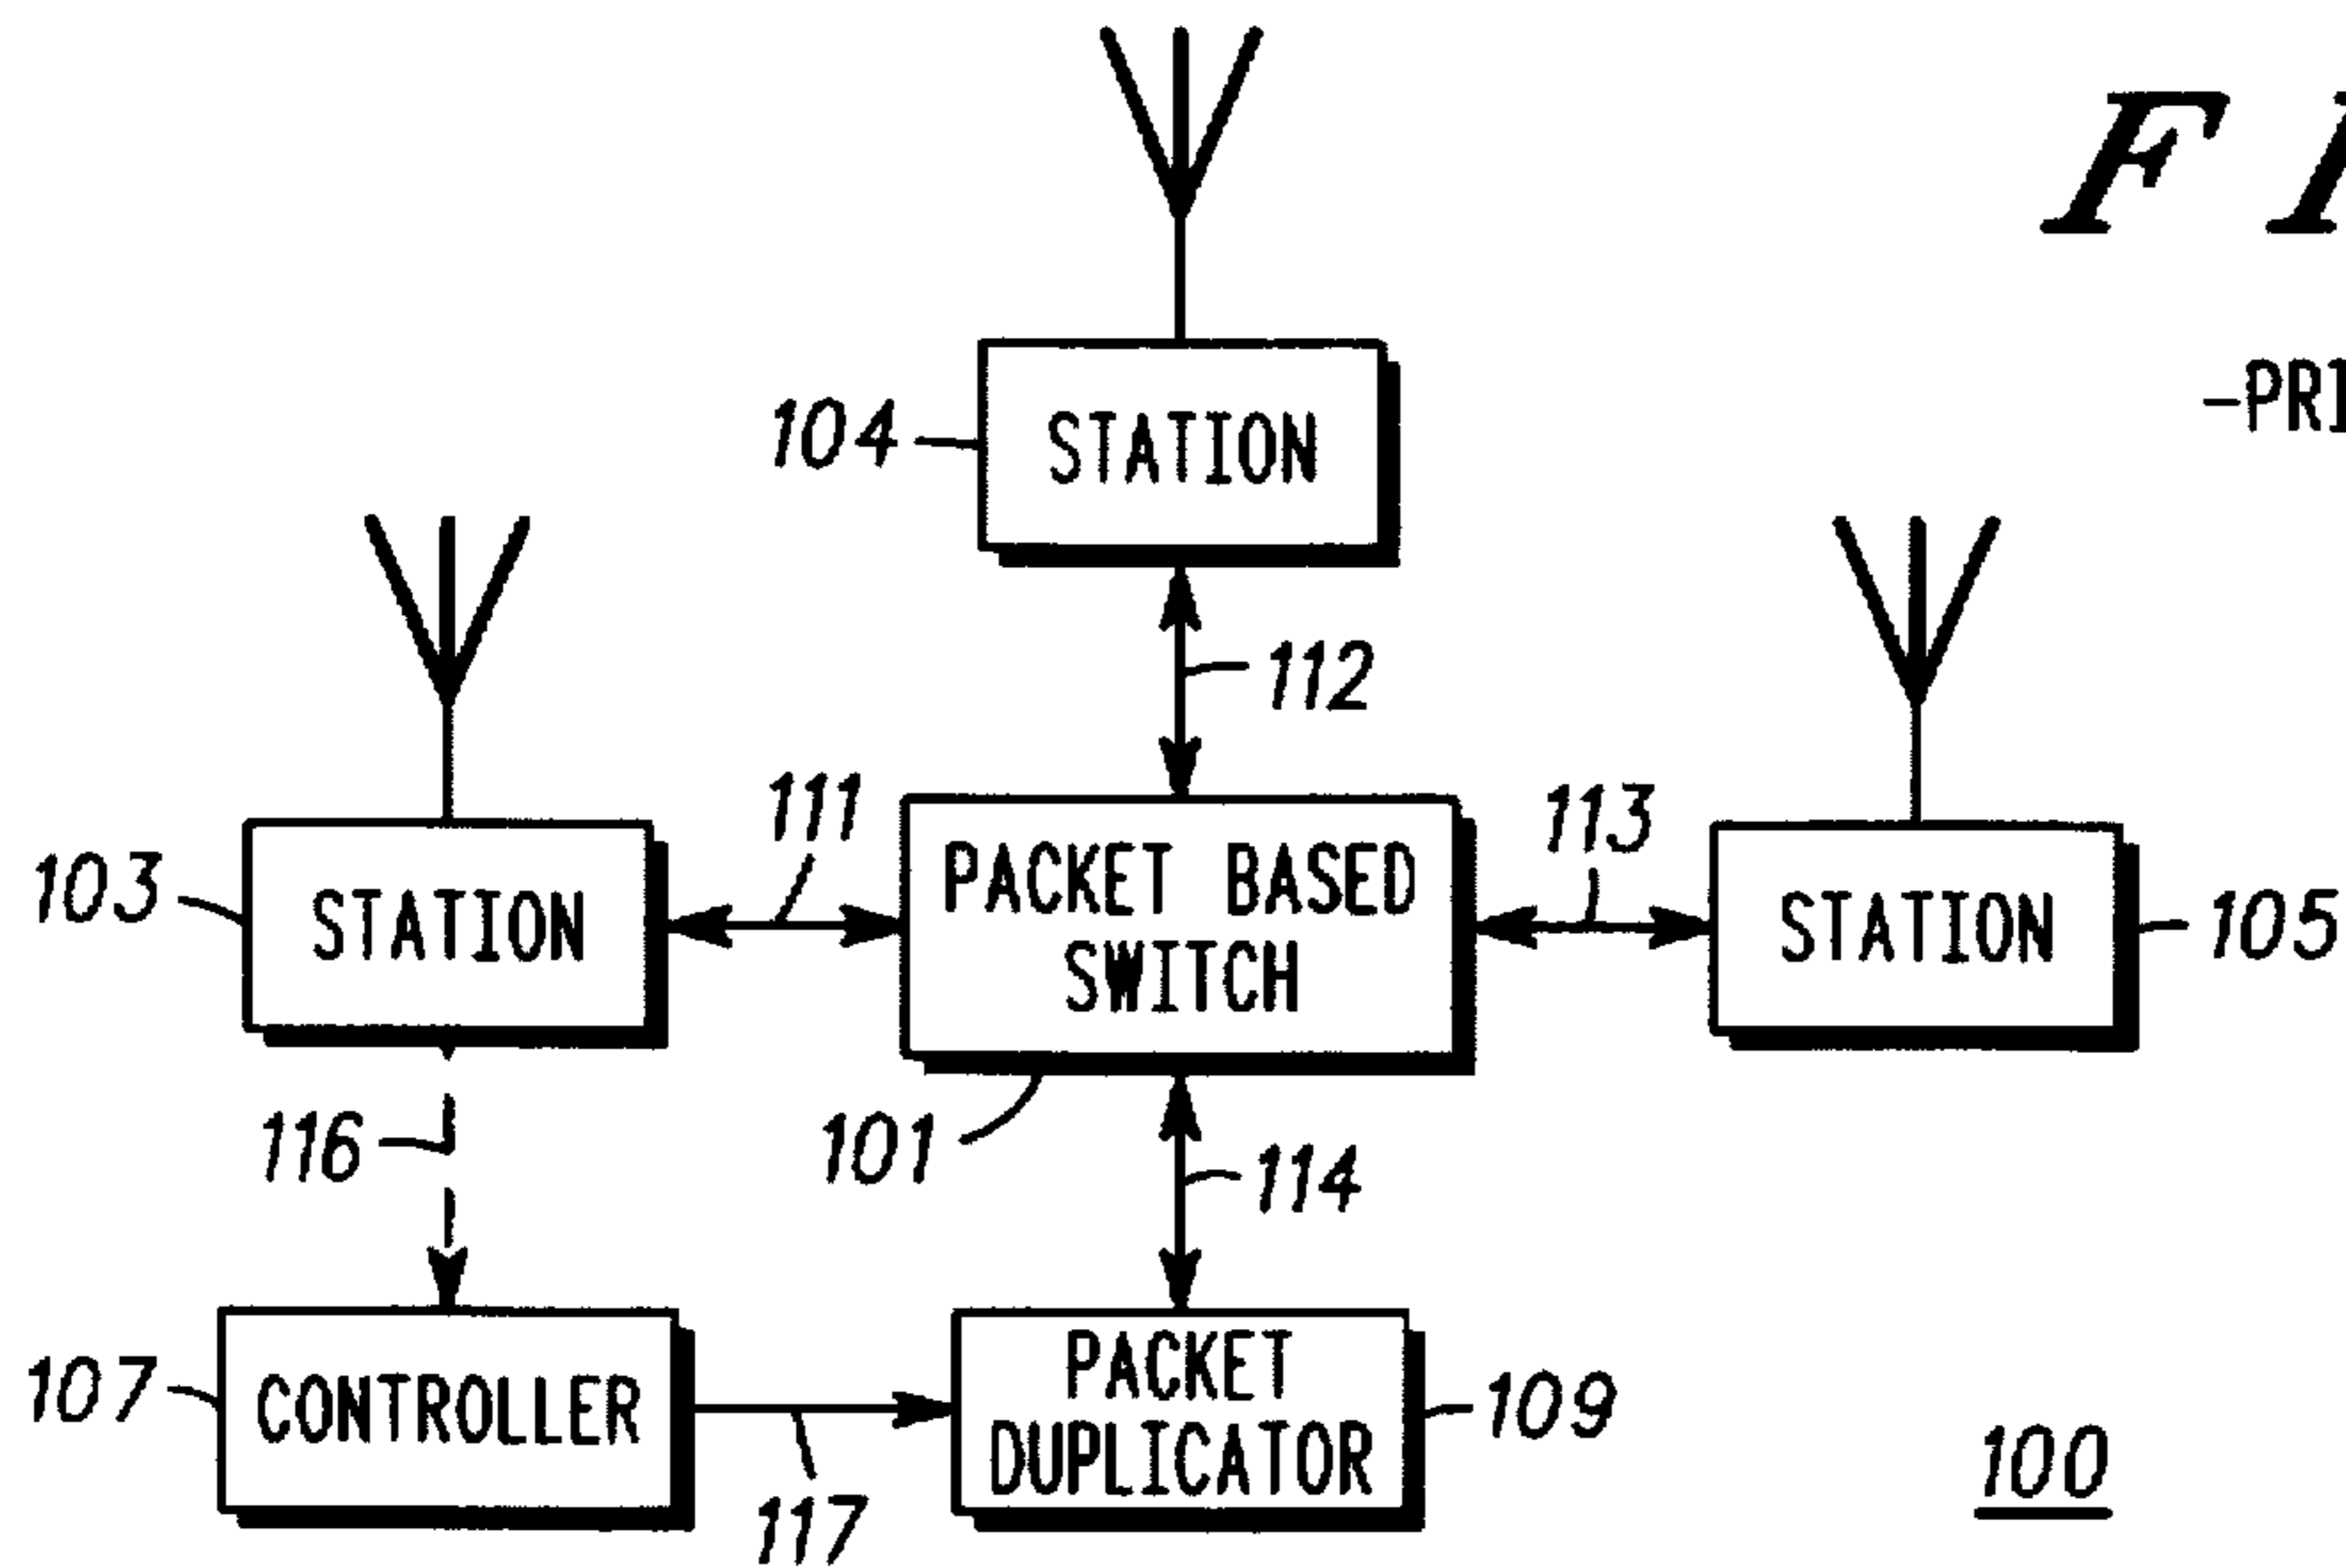 F I
-PRI
104
STATION
112
111
113
103
STATION
PACKET BASED
SWITCH
STATION
105
116
101
114
107
CONTROLLER
PACKET
DUPLICATOR
109
117
100